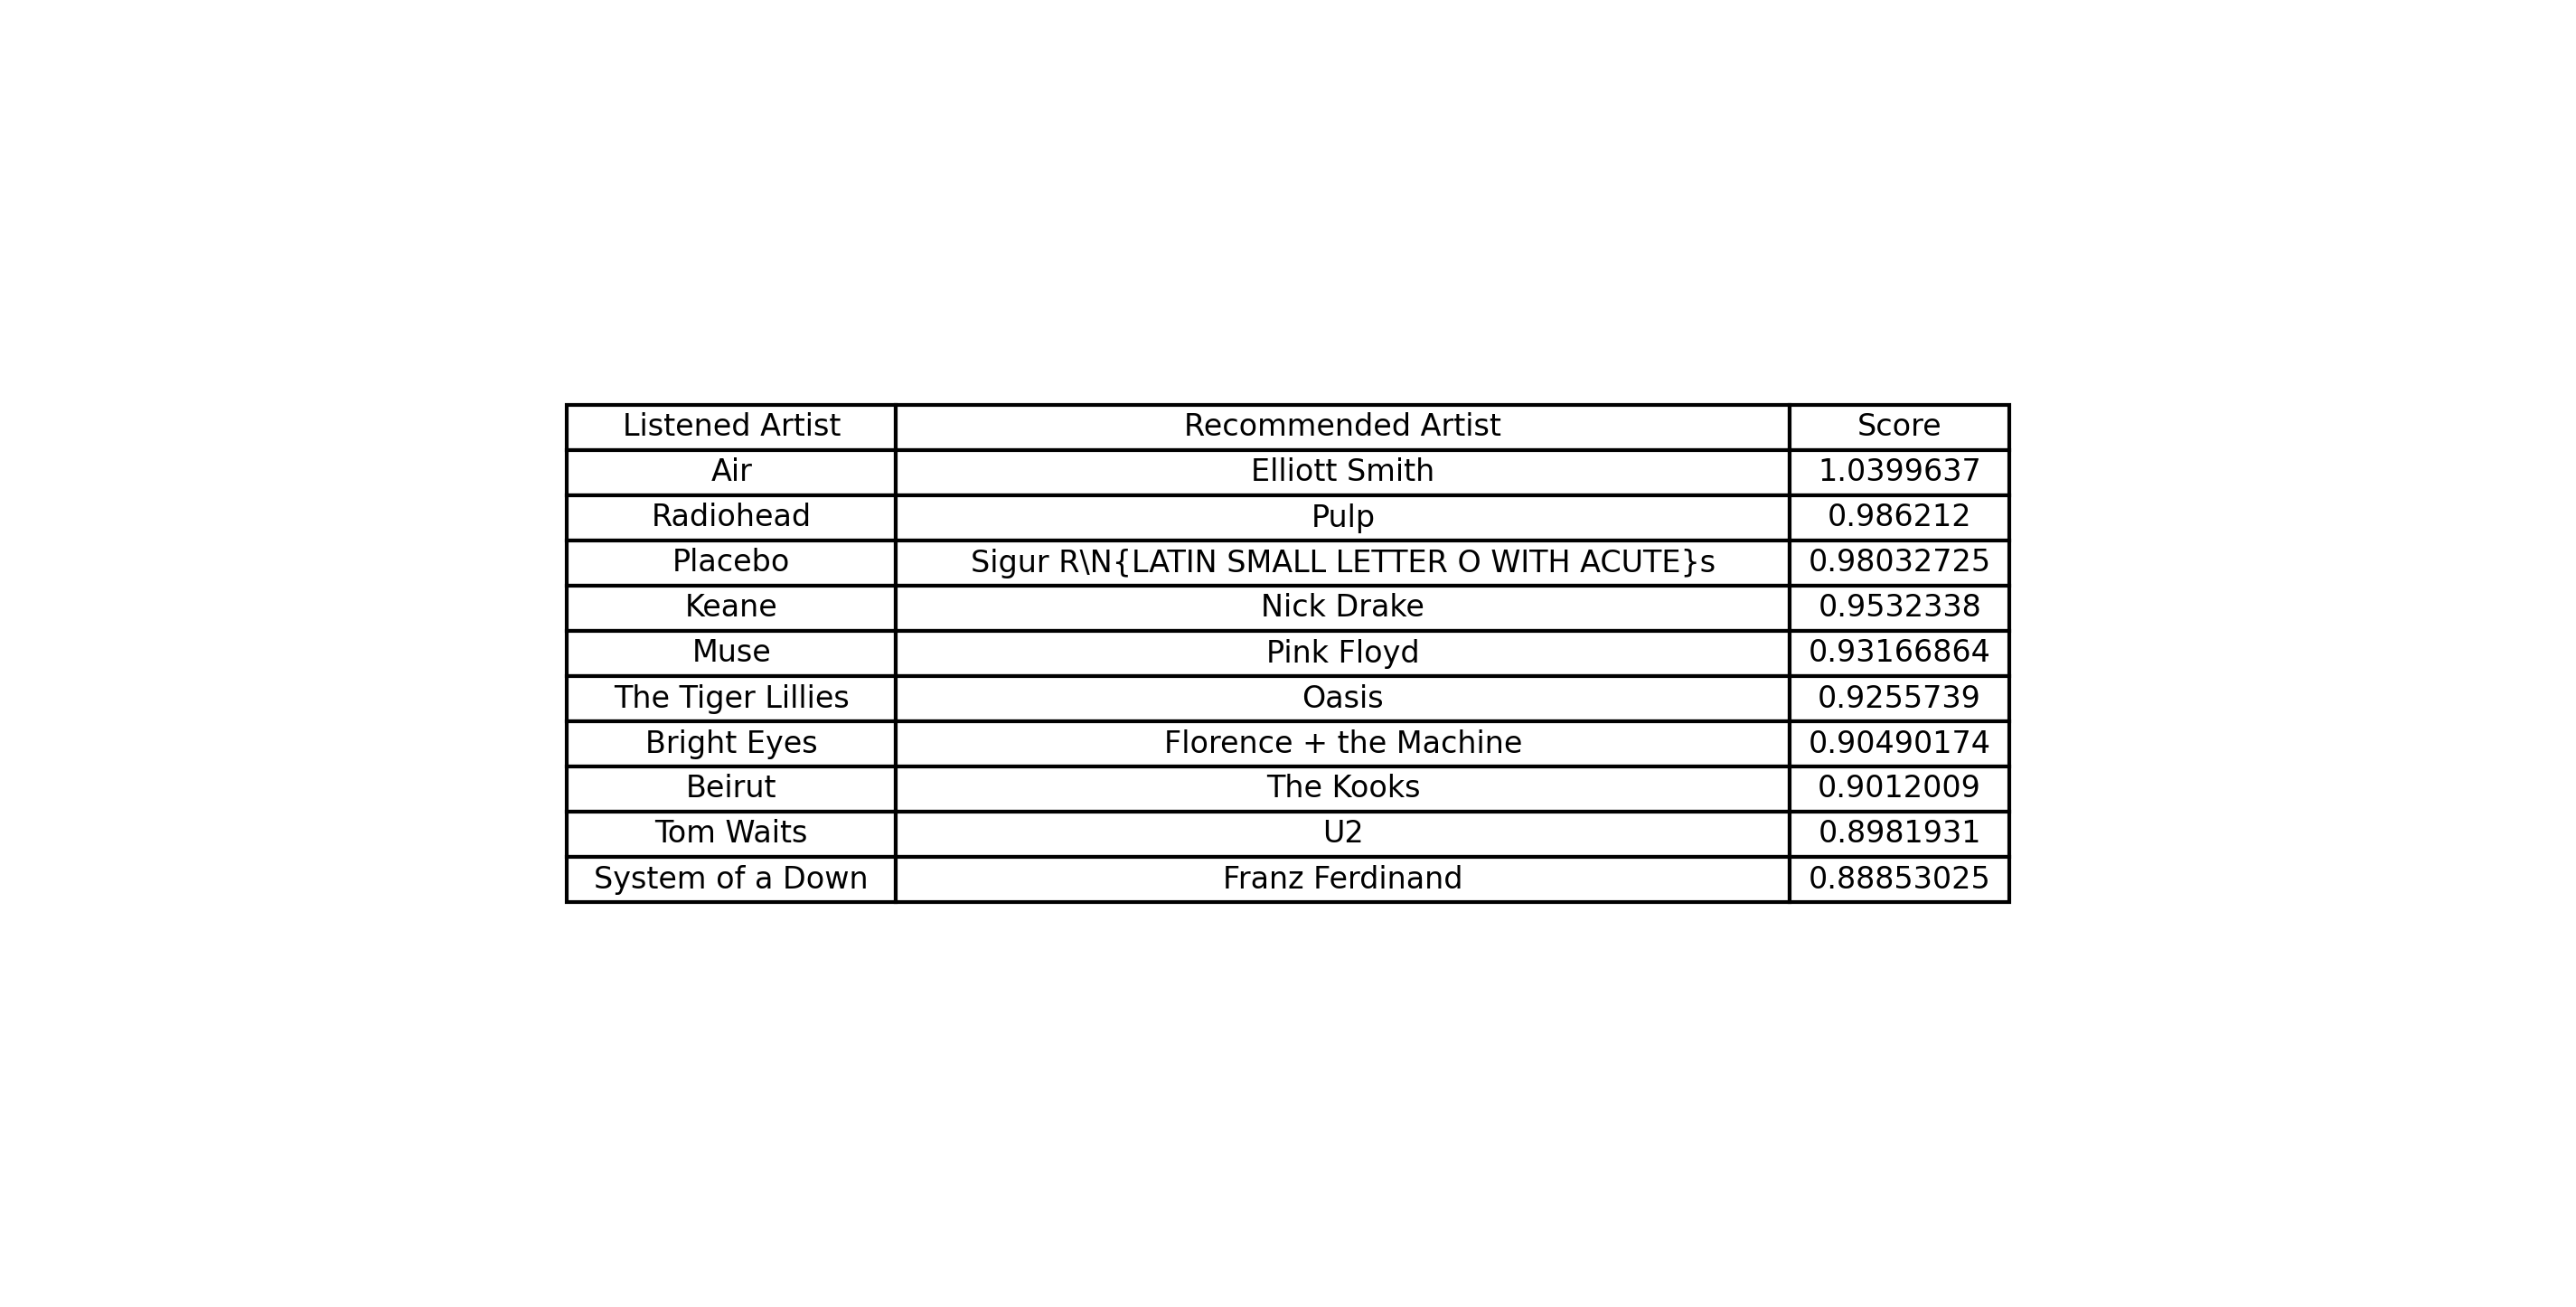 Listened Artist Recommended Artist Score
Air Elliott Smith 1.0399637
Radiohead Pulp 0.986212
Placebo Sigur R\N{LATIN SMALL LETTER O WITH ACUTE}s 0.98032725
Keane Nick Drake 0.9532338
Muse Pink Floyd 0.93166864
The Tiger Lillies Oasis 0.9255739
Bright Eyes Florence + the Machine 0.90490174
Beirut The Kooks 0.9012009
Tom Waits U2 0.8981931
System of a Down Franz Ferdinand 0.88853025